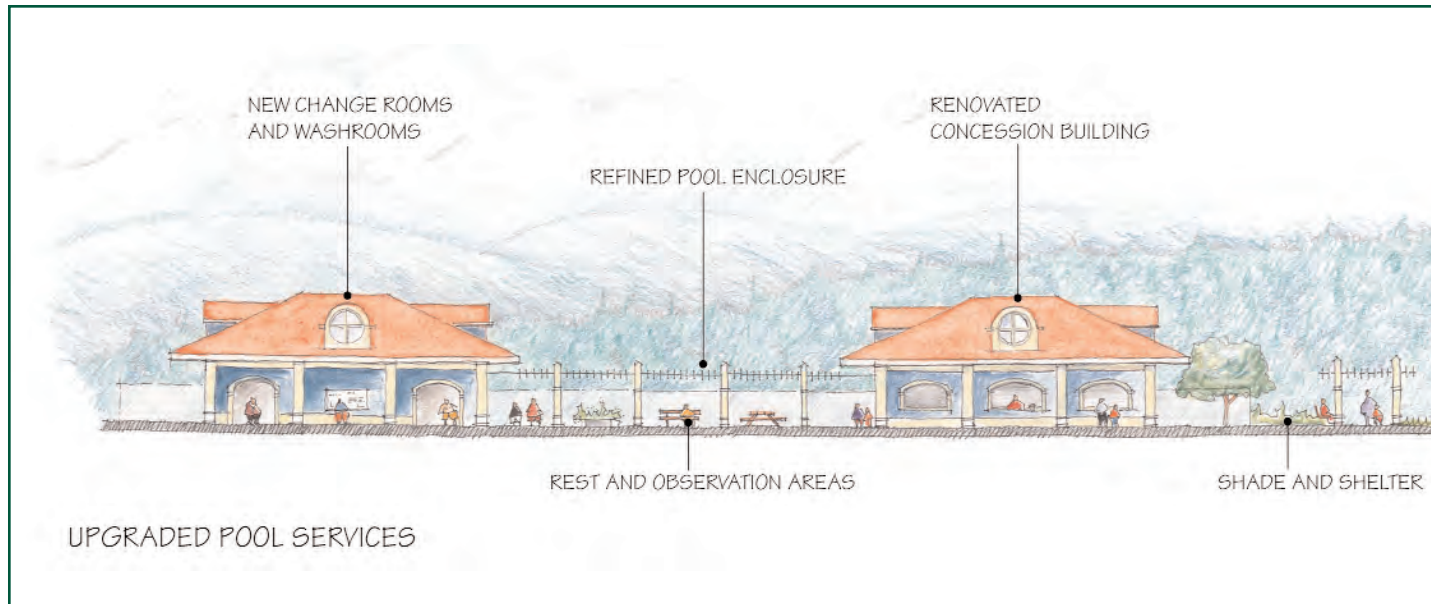 NEW CHANGE ROOMS
AND WASHROOMS
RENOVATED
CONCESSION BUILDING
REFINED POOL ENCLOSURE
REST AND OBSERVATION AREAS
SHADE AND SHELTER
UPGRADED POOL SERVICES